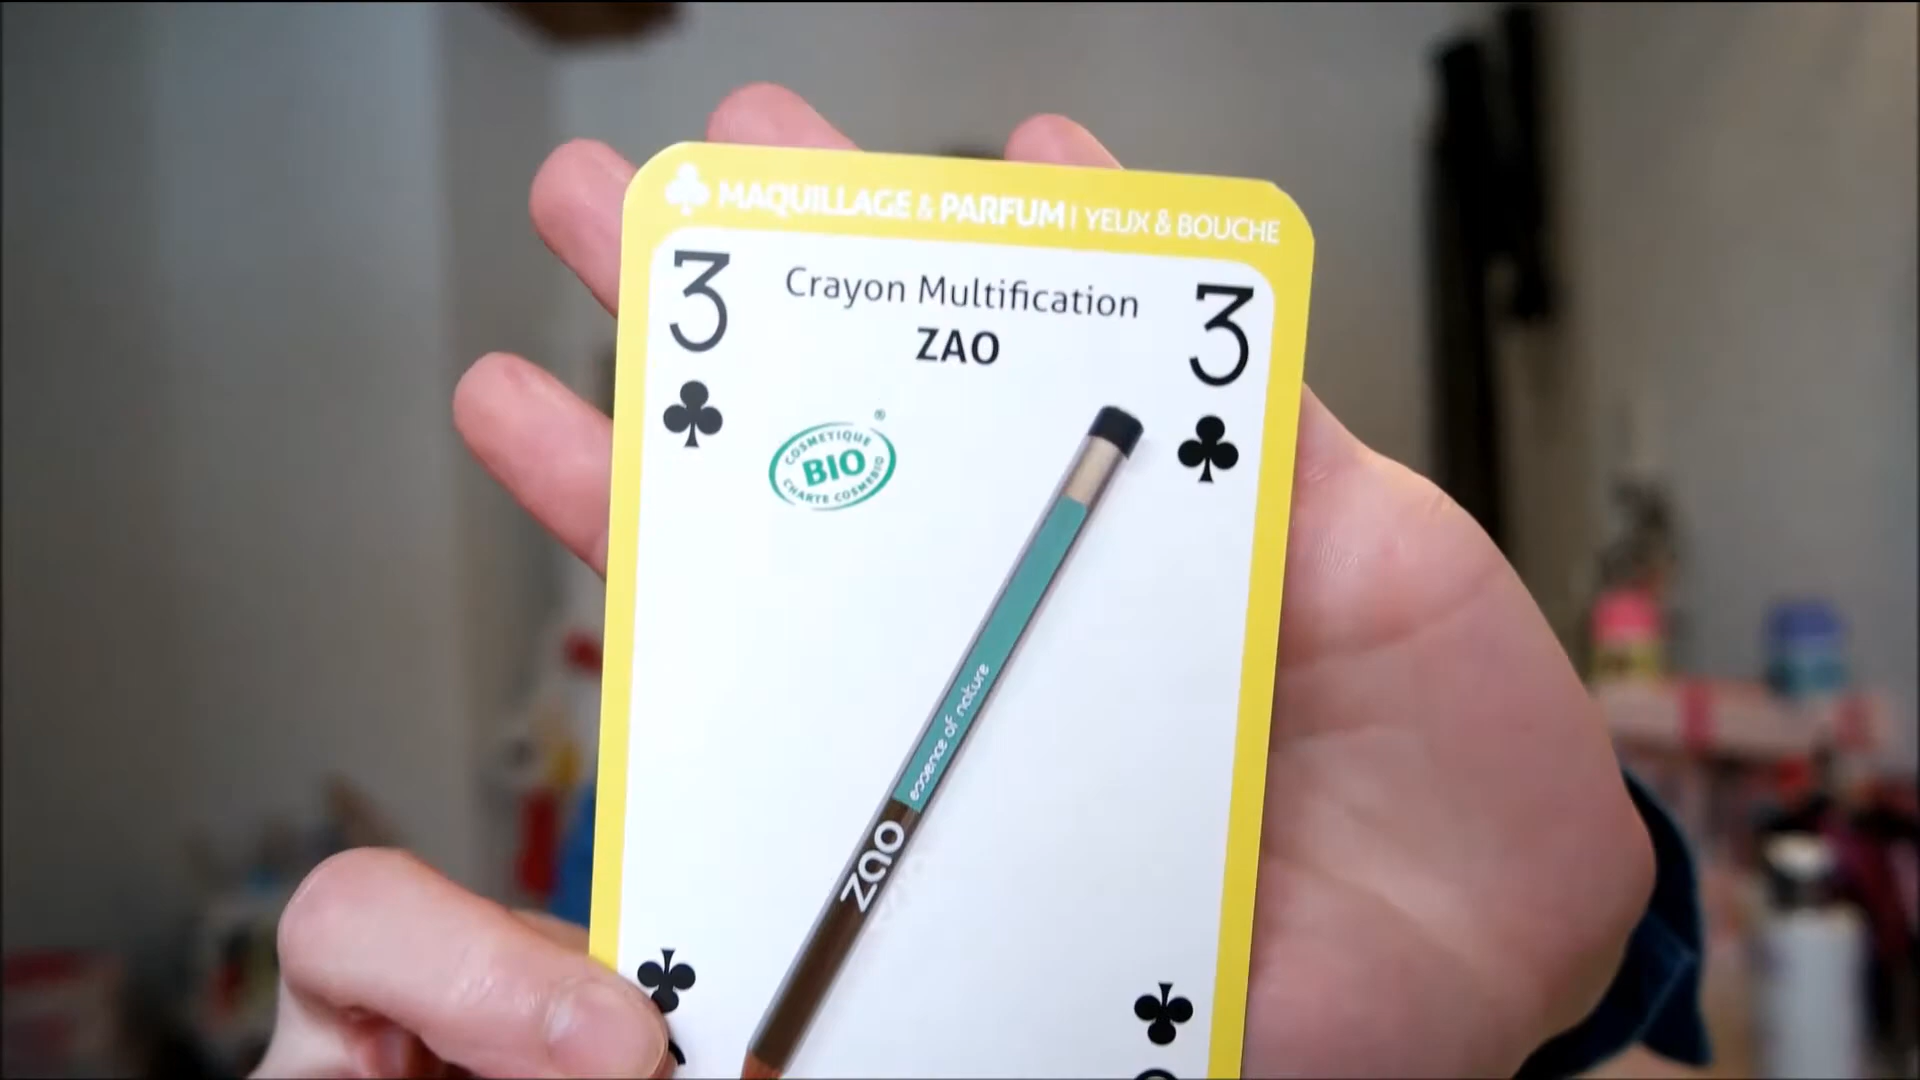 MAQUILLAGE & PARFUM | YEUX & BOUCHE
3
3
Crayon Multification
ZAO
COSMETIQUE
BIO
CHARTE COSMEBIO
®
essence of nature
zao